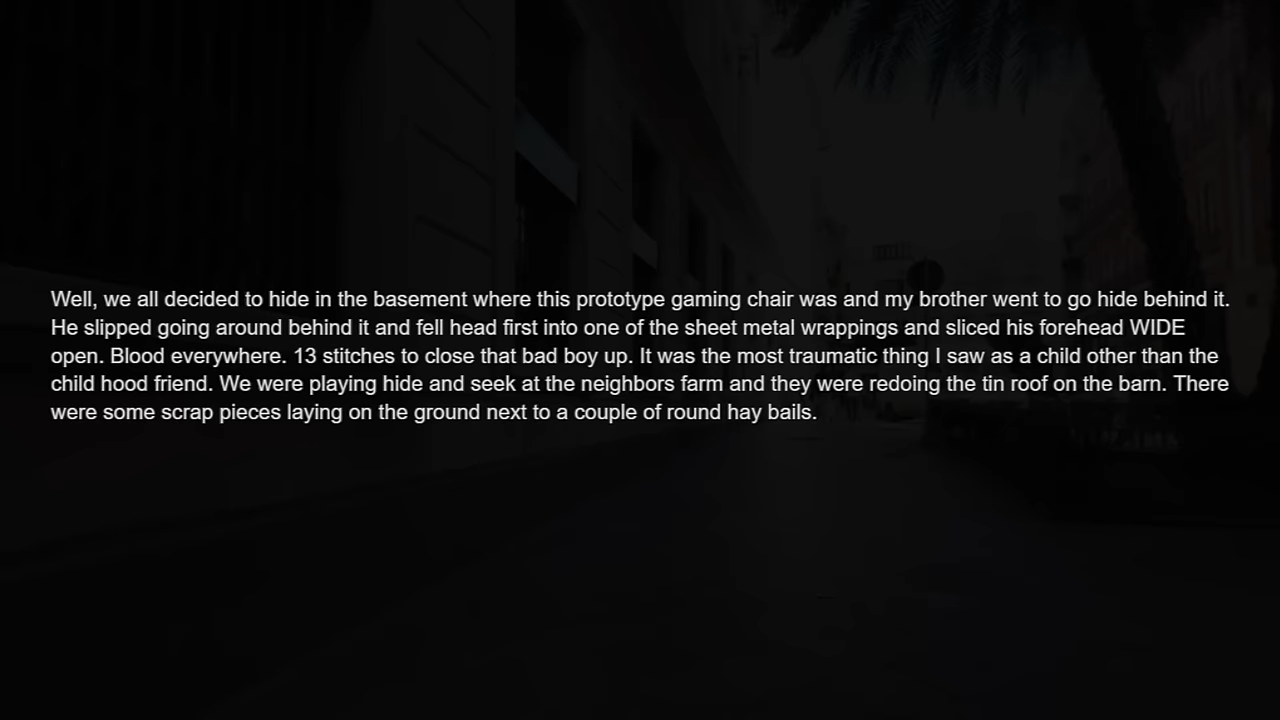 Well, we all decided to hide in the basement where this prototype gaming chair was and my brother went to go hide behind it.
He slipped going around behind it and fell head first into one of the sheet metal wrappings and sliced his forehead WIDE
open. Blood everywhere. 13 stitches to close that bad boy up. It was the most traumatic thing I saw as a child other than the
child hood friend. We were playing hide and seek at the neighbors farm and they were redoing the tin roof on the barn. There
were some scrap pieces laying on the ground next to a couple of round hay bails.